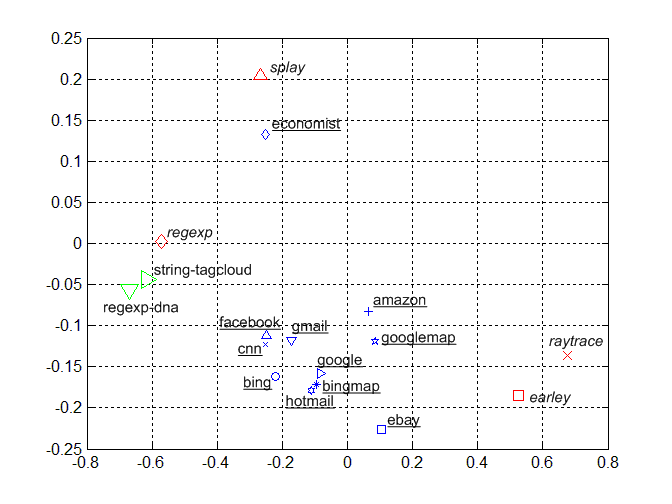 0.25
splay
0.2
economist
0.15
0.1
0.05
regexp
0
string-tagcloud
-0.05
regexp-dna
amazon
facebook
gmail
-0.1
googlemap
raytrace
cnn
google
-0.15
bing
bingmap
hotmail
earley
-0.2
ebay
-0.25
-0.8 -0.6 -0.4 -0.2 0 0.2 0.4 0.6 0.8